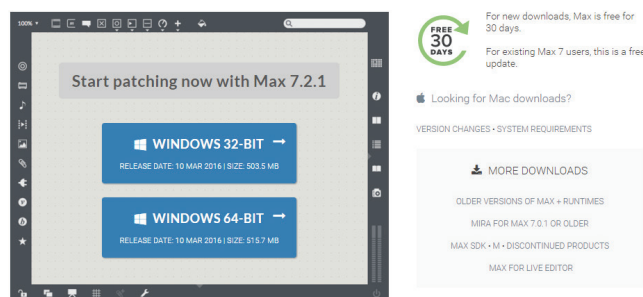 100%
Start patching now with Max 7.2.1
WINDOWS 32-BIT
RELEASE DATE: 10 MAR 2016 | SIZE: 503.5 MB
WINDOWS 64-BIT
RELEASE DATE: 10 MAR 2016 | SIZE: 515.7 MB
FREE
30
DAYS
For new downloads, Max is free for
30 days.
For existing Max 7 users, this is a free
update.
Looking for Mac downloads?
VERSION CHANGES • SYSTEM REQUIREMENTS
MORE DOWNLOADS
OLDER VERSIONS OF MAX + RUNTIMES
MIRA FOR MAX 7.0.1 OR OLDER
MAX SDK • M • DISCONTINUED PRODUCTS
MAX FOR LIVE EDITOR